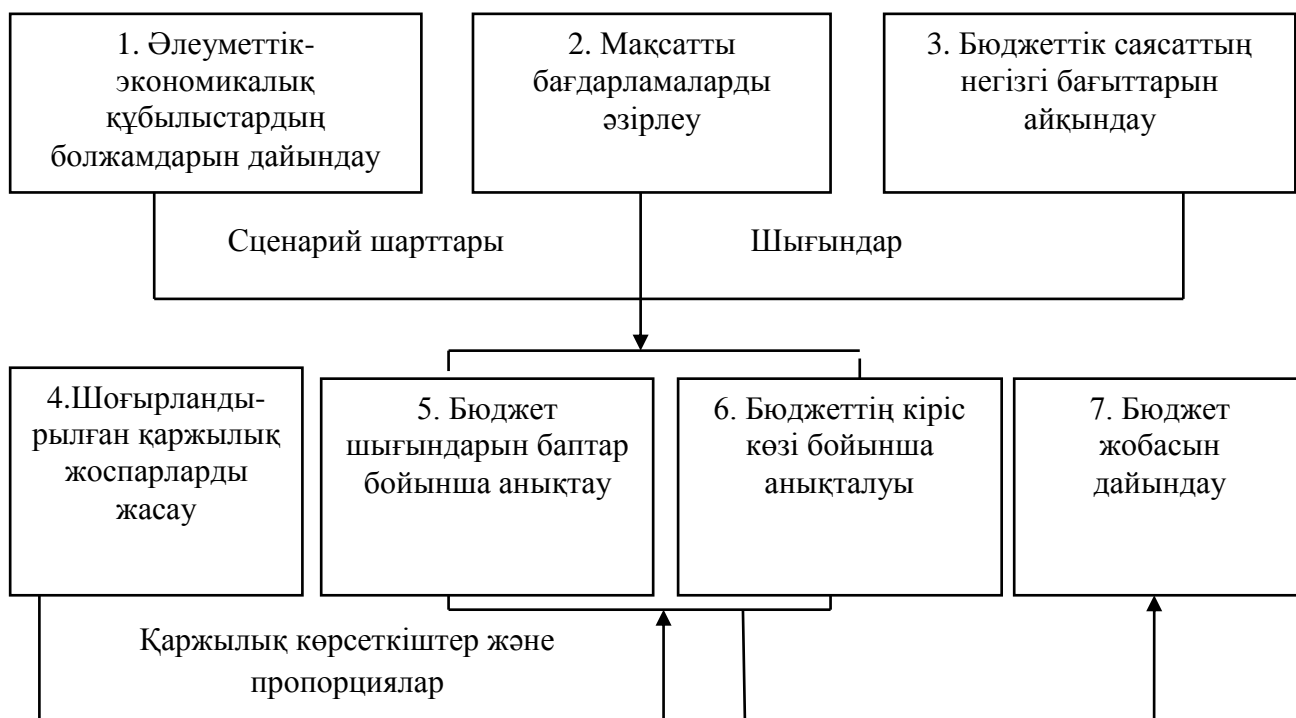 1. Әлеуметтік-
экономикалық
құбылыстардың
болжамдарын дайындау
2. Мақсатты
бағдарламаларды
әзірлеу
3. Бюджеттік саясаттың
негізгі бағыттарын
айқындау
Сценарий шарттары
Шығындар
4.Шоғырланды-
рылған қаржылық
жоспарларды
жасау
5. Бюджет
шығындарын баптар
бойынша анықтау
6. Бюджеттің кіріс
көзі бойынша
анықталуы
7. Бюджет
жобасын
дайындау
Қаржылық көрсеткіштер және
пропорциялар